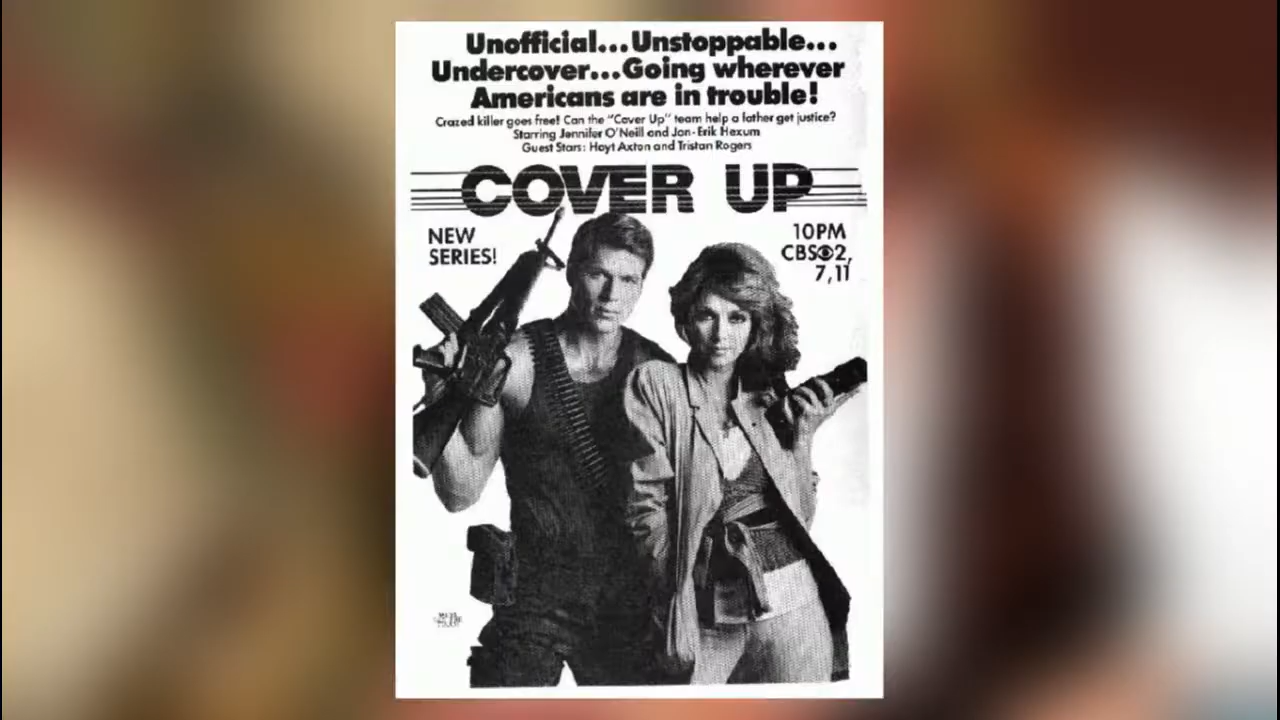 Unofficial...Unstoppable...
Undercover...Going wherever
Americans are in trouble!
Crazed killer goes free! Can the "Cover Up" team help a father get justice?
Starring Jennifer O'Neill and Jon-Erik Hexum
Guest Stars: Hoyt Axton and Tristan Rogers
COVER UP
NEW
SERIES!
10PM
CBS 2,
7,11